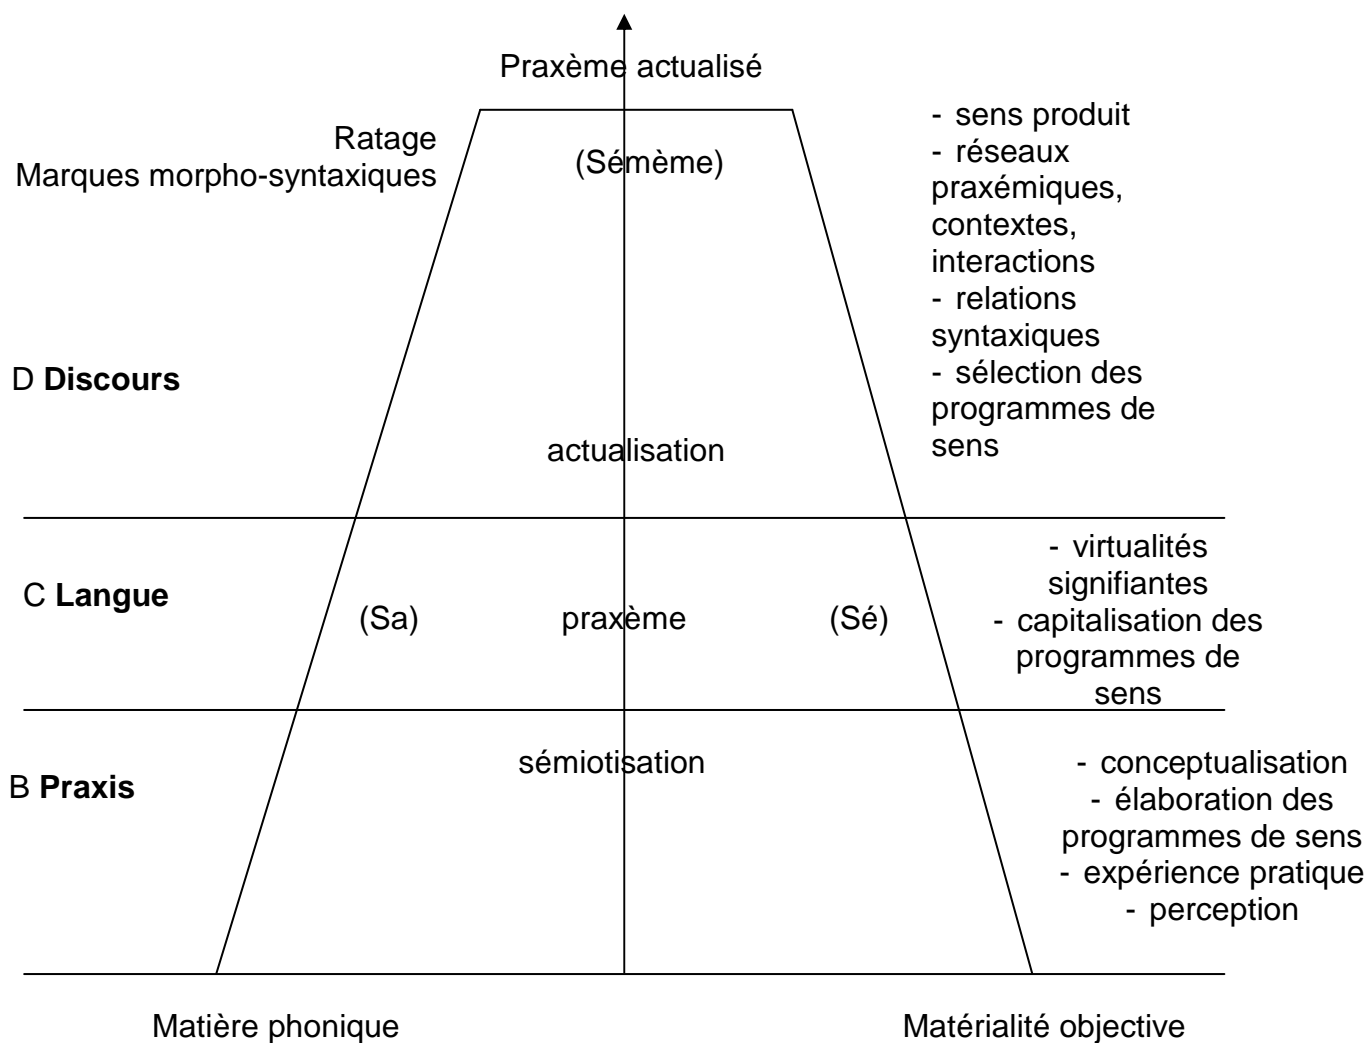 Praxème actualisé
Ratage
Marques morpho-syntaxiques
(Sémème)
- sens produit
- réseaux
praxémiques,
contextes,
interactions
- relations
syntaxiques
- sélection des
programmes de
sens
D Discours
actualisation
C Langue
(Sa)
praxème
(Sé)
- virtualités
signifiantes
- capitalisation des
programmes de
sens
sémiotisation
B Praxis
- conceptualisation
- élaboration des
programmes de sens
- expérience pratique
- perception
Matière phonique
Matérialité objective